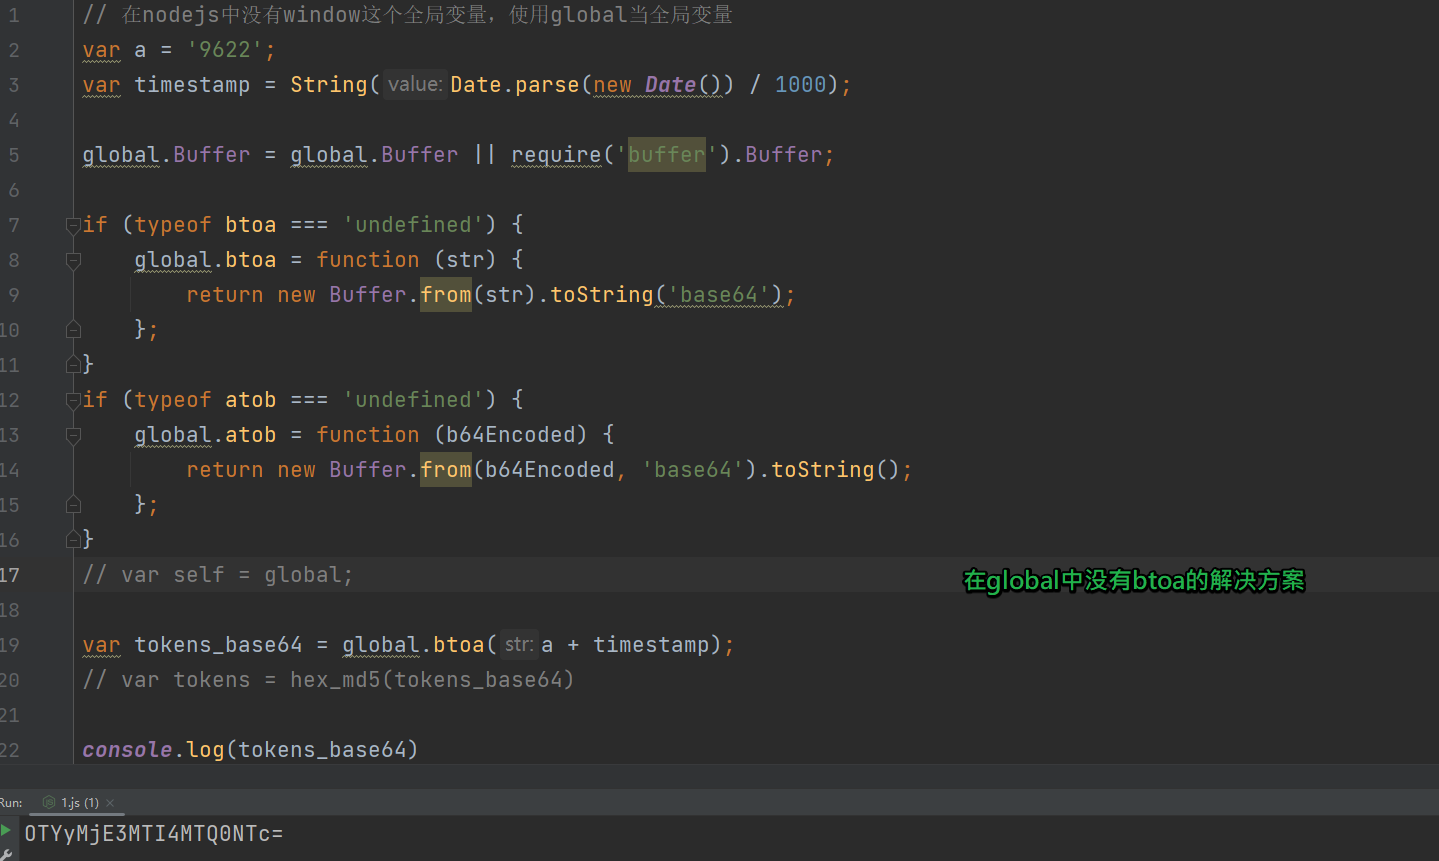 1 // 在nodejs中没有window这个全局变量，使用global当全局变量
2 var a = '9622';
3 var timestamp = String( value: Date.parse(new Date()) / 1000);
4
5 global.Buffer = global.Buffer || require('buffer').Buffer;
6
7 if (typeof btoa === 'undefined') {
8 global.btoa = function (str) {
9 return new Buffer.from(str).toString('base64');
10 };
11 }
12 if (typeof atob === 'undefined') {
13 global.atob = function (b64Encoded) {
14 return new Buffer.from(b64Encoded, 'base64').toString();
15 };
16 }
17 // var self = global; 在global中没有btoa的解决方案
18
19 var tokens_base64 = global.btoa( str: a + timestamp);
20 // var tokens = hex_md5(tokens_base64)
21
22 console.log(tokens_base64)
Run: 1.js (1) ×
OTYyMjE3MTI4MTQ0NTc=